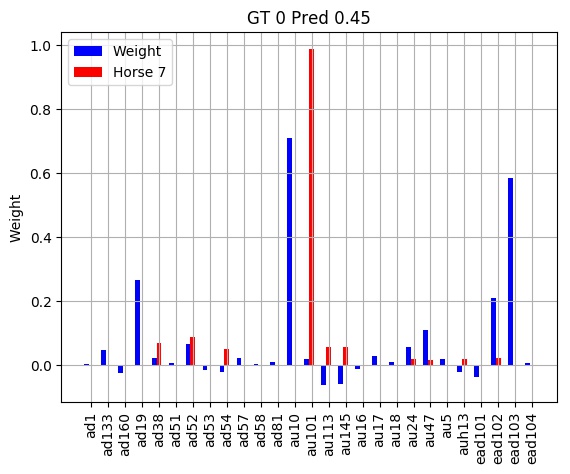 GT 0 Pred 0.45
Weight
Horse 7
1.0
0.8
0.6
0.4
0.2
0.0
Weight
ad1
ad133
ad160
ad19
ad38
ad51
ad52
ad53
ad54
ad57
ad58
ad81
au10
au101
au113
au145
au16
au17
au18
au24
au47
au5
auh13
ead101
ead102
ead103
ead104